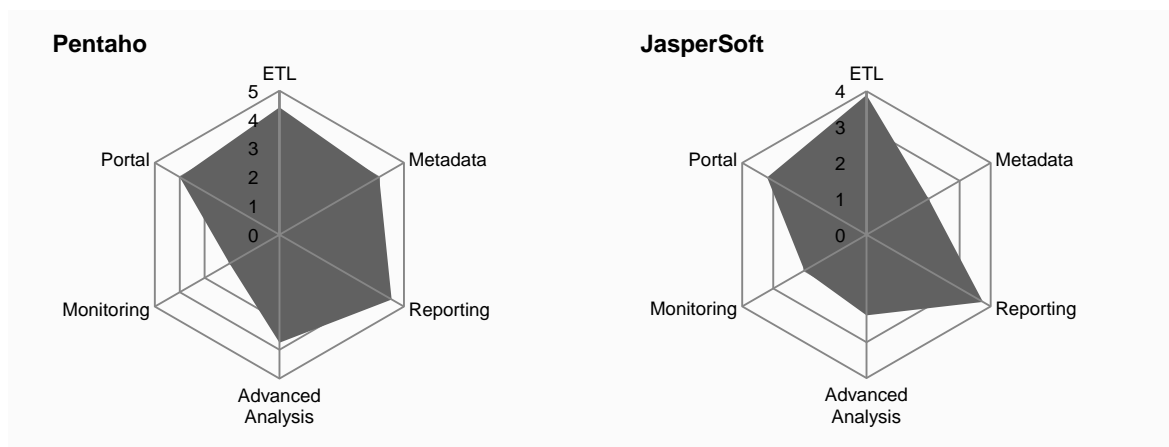 Pentaho
ETL
5
4
3
2
1
0
Portal
Metadata
Monitoring
Reporting
Advanced
Analysis
JasperSoft
ETL
4
3
2
1
0
Portal
Metadata
Monitoring
Reporting
Advanced
Analysis